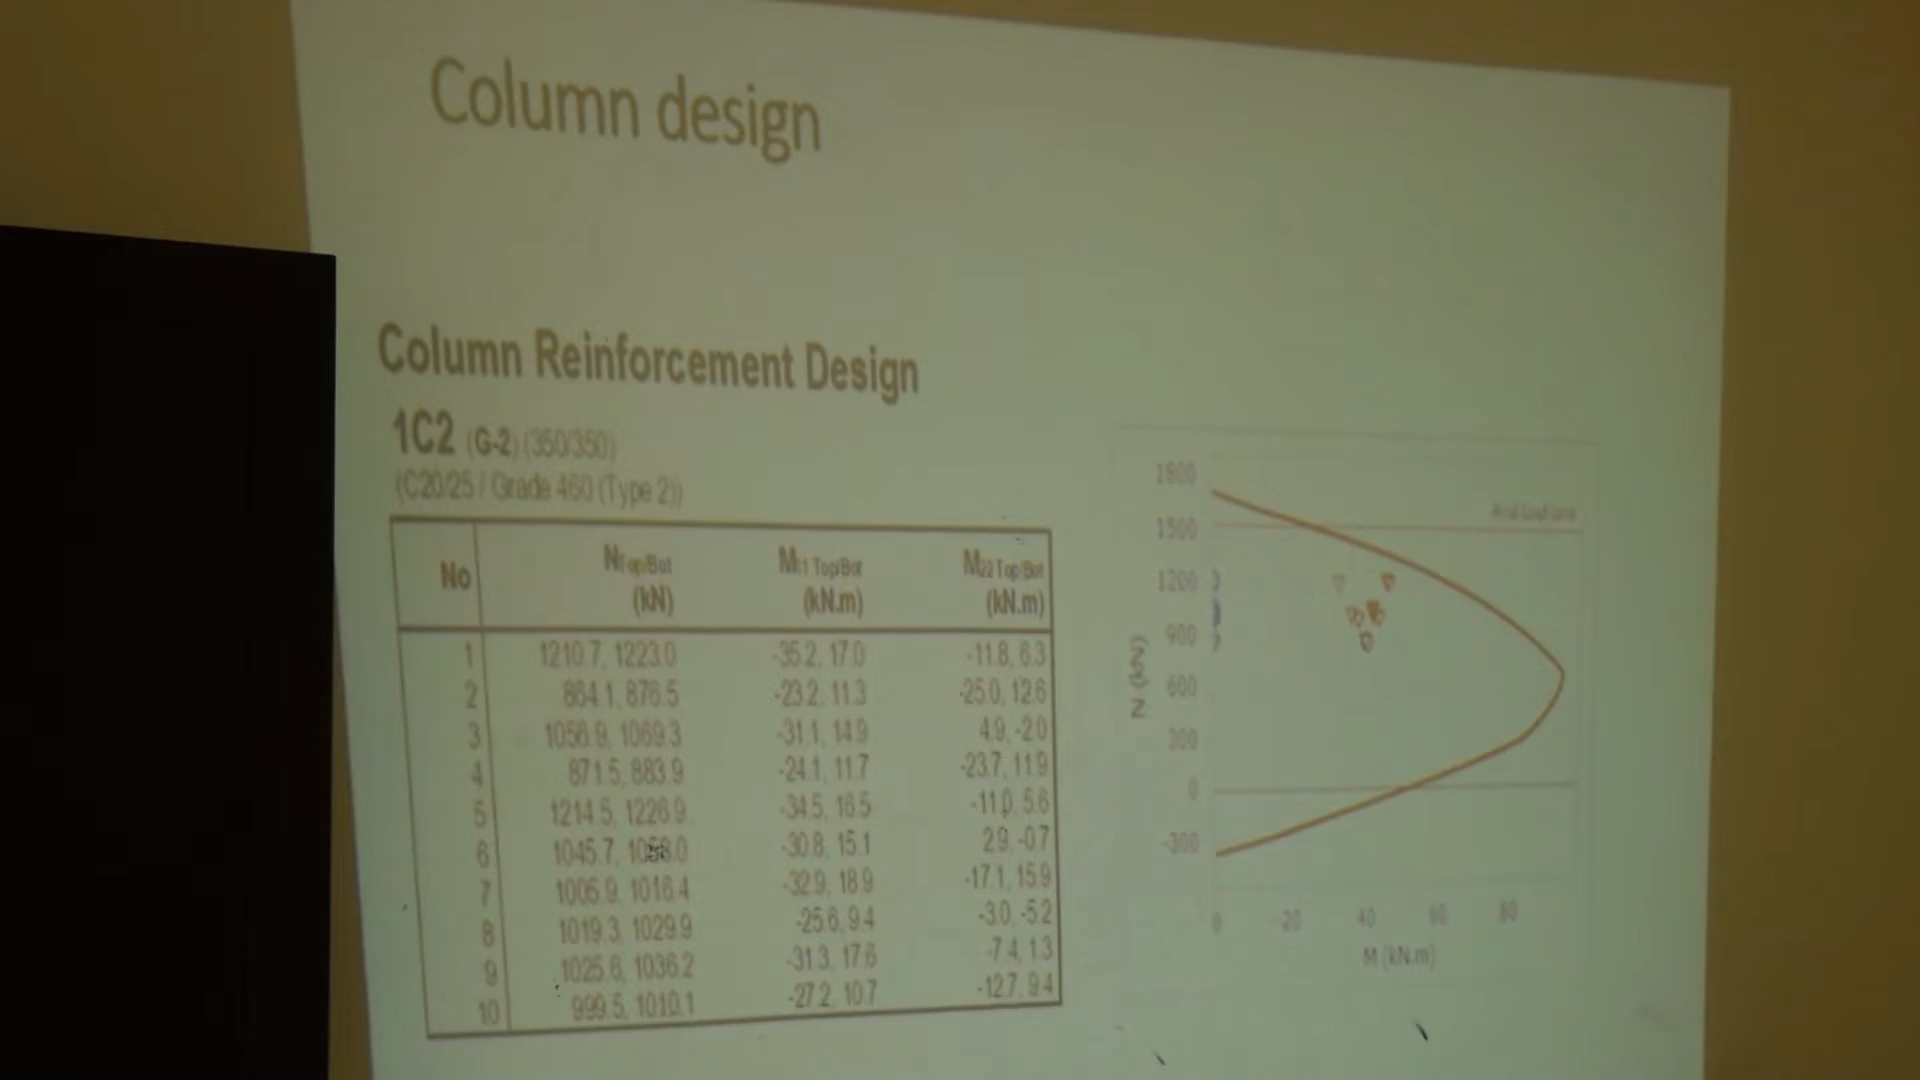 Column design
Column Reinforcement Design
1C2 (G-2) (350/350)
(C20/25 / Grade 460 (Type 2))
No N Top/Bot (kN) M11 Top/Bot (kN.m) M22 Top/Bot (kN.m)
1 1210.7, 1223.0 -35.2, 17.0 -11.8, 6.3
2 864.1, 876.5 -23.2, 11.3 -25.0, 12.6
3 1056.9, 1069.3 -31.1, 14.9 4.9, -2.0
4 871.5, 883.9 -24.1, 11.7 -23.7, 11.9
5 1214.5, 1226.9 -34.5, 16.5 -11.0, 5.6
6 1045.7, 1058.0 -30.8, 15.1 2.9, -0.7
7 1005.9, 1016.4 -32.9, 18.9 -17.1, 15.9
8 1019.3, 1029.9 -25.6, 9.4 -3.0, -5.2
9 1025.6, 1036.2 -31.3, 17.6 -7.4, 1.3
10 999.5, 1010.1 -27.2, 10.7 -12.7, 9.4
1800
1500
1200
900
600
300
0
-300
N (kN)
0 20 40 60 80
M (kN.m)